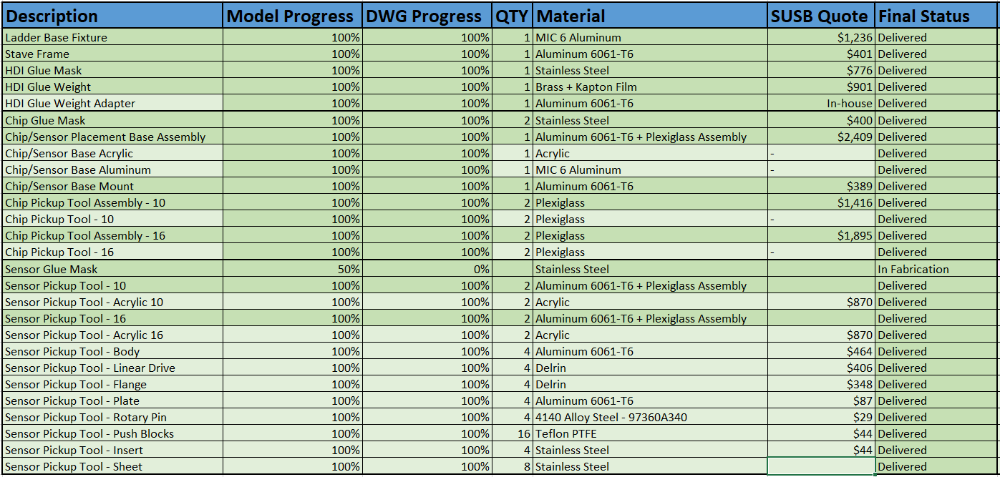 Description Model Progress DWG Progress QTY Material SUSB Quote Final Status
Ladder Base Fixture 100% 100% 1 MIC 6 Aluminum $1,236 Delivered
Stave Frame 100% 100% 1 Aluminum 6061-T6 $401 Delivered
HDI Glue Mask 100% 100% 1 Stainless Steel $776 Delivered
HDI Glue Weight 100% 100% 1 Brass + Kapton Film $901 Delivered
HDI Glue Weight Adapter 100% 100% 1 Aluminum 6061-T6 In-house Delivered
Chip Glue Mask 100% 100% 2 Stainless Steel $400 Delivered
Chip/Sensor Placement Base Assembly 100% 100% 1 Aluminum 6061-T6 + Plexiglass Assembly $2,409 Delivered
Chip/Sensor Base Acrylic 100% 100% 1 Acrylic - Delivered
Chip/Sensor Base Aluminum 100% 100% 1 MIC 6 Aluminum - Delivered
Chip/Sensor Base Mount 100% 100% 1 Aluminum 6061-T6 $389 Delivered
Chip Pickup Tool Assembly - 10 100% 100% 2 Plexiglass $1,416 Delivered
Chip Pickup Tool - 10 100% 100% 2 Plexiglass - Delivered
Chip Pickup Tool Assembly - 16 100% 100% 2 Plexiglass $1,895 Delivered
Chip Pickup Tool - 16 100% 100% 2 Plexiglass - Delivered
Sensor Glue Mask 50% 0% Stainless Steel In Fabrication
Sensor Pickup Tool - 10 100% 100% 2 Aluminum 6061-T6 + Plexiglass Assembly Delivered
Sensor Pickup Tool - Acrylic 10 100% 100% 2 Acrylic $870 Delivered
Sensor Pickup Tool - 16 100% 100% 2 Aluminum 6061-T6 + Plexiglass Assembly Delivered
Sensor Pickup Tool - Acrylic 16 100% 100% 2 Acrylic $870 Delivered
Sensor Pickup Tool - Body 100% 100% 4 Aluminum 6061-T6 $464 Delivered
Sensor Pickup Tool - Linear Drive 100% 100% 4 Delrin $406 Delivered
Sensor Pickup Tool - Flange 100% 100% 4 Delrin $348 Delivered
Sensor Pickup Tool - Plate 100% 100% 4 Aluminum 6061-T6 $87 Delivered
Sensor Pickup Tool - Rotary Pin 100% 100% 4 4140 Alloy Steel - 97360A340 $29 Delivered
Sensor Pickup Tool - Push Blocks 100% 100% 16 Teflon PTFE $44 Delivered
Sensor Pickup Tool - Insert 100% 100% 4 Stainless Steel $44 Delivered
Sensor Pickup Tool - Sheet 100% 100% 8 Stainless Steel Delivered